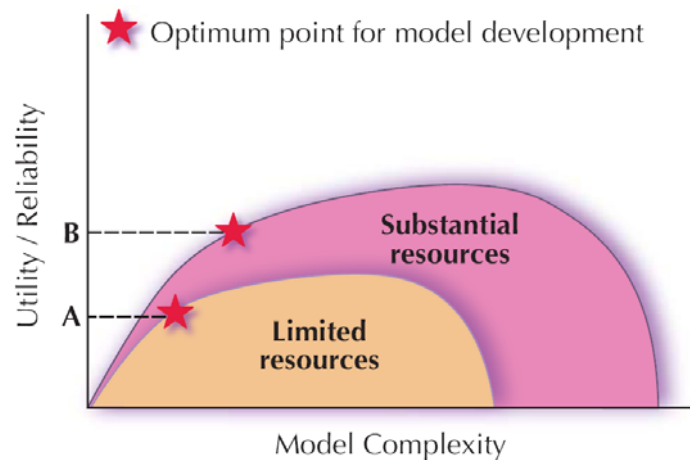 Optimum point for model development
Utility / Reliability
B
A
Substantial
resources
Limited
resources
Model Complexity